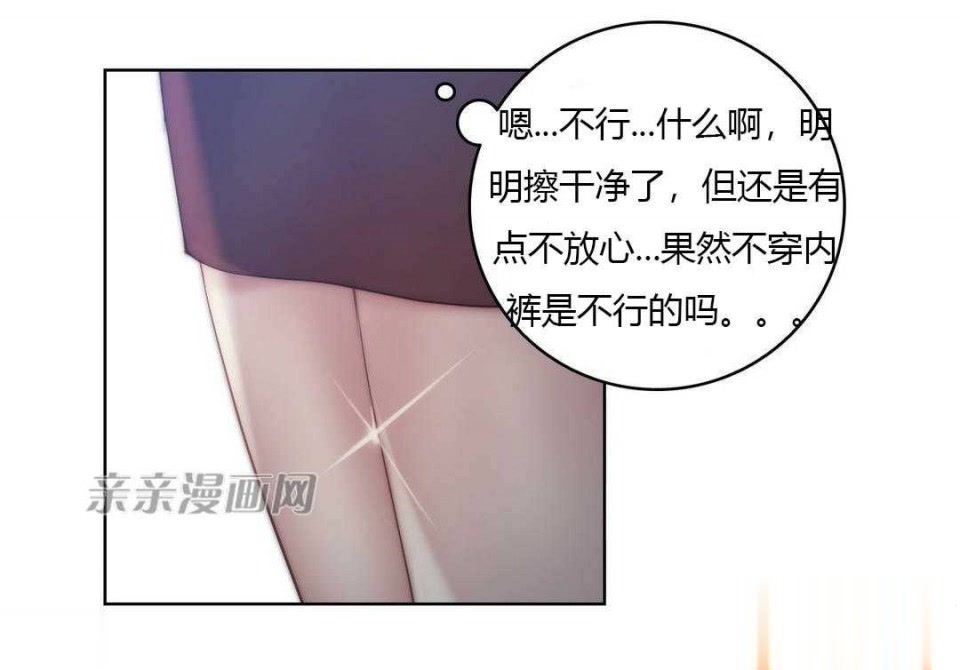 嗯...不行...什么啊，明
明擦干净了，但还是有
点不放心...果然不穿内
裤是不行的吗。。。
亲亲漫画网